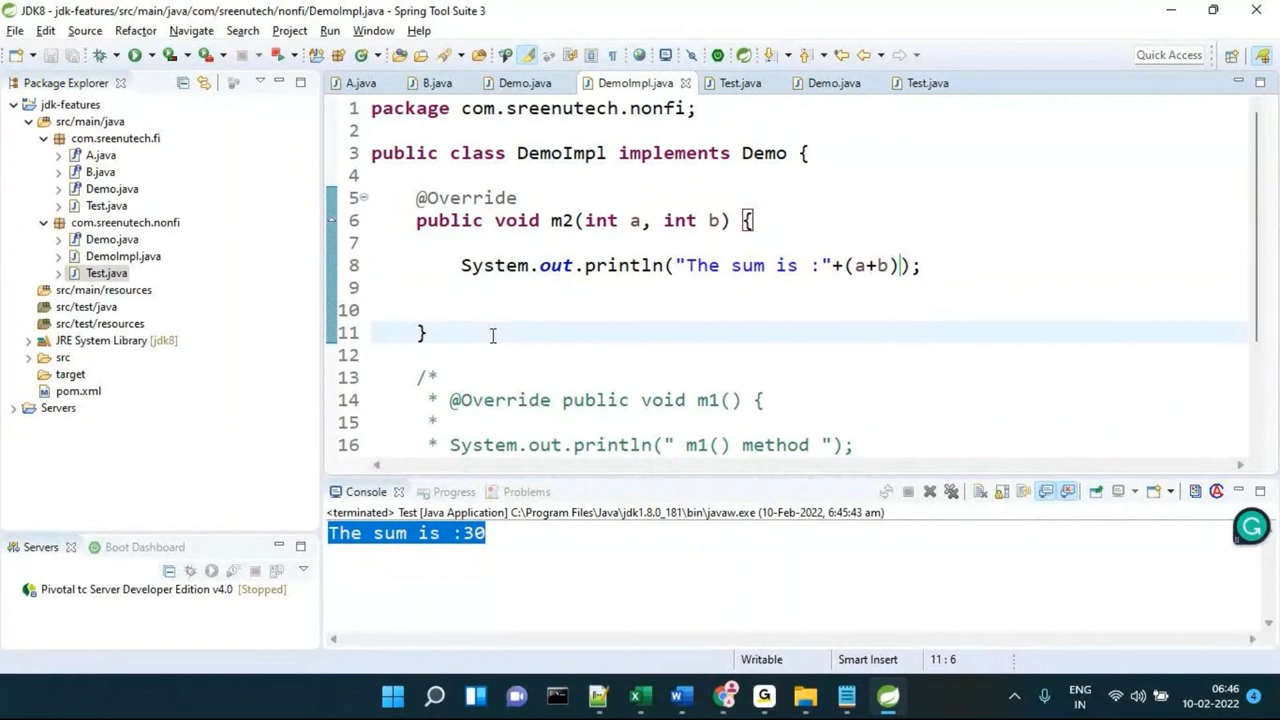 JDK8 - jdk-features/src/main/java/com/sreenutech/nonfi/DemoImpl.java - Spring Tool Suite 3
File Edit Source Refactor Navigate Search Project Run Window Help
Quick Access
Package Explorer
A.java B.java Demo.java DemoImpl.java Test.java Demo.java Test.java
jdk-features
src/main/java
com.sreenutech.fi
A.java
B.java
Demo.java
Test.java
com.sreenutech.nonfi
Demo.java
DemoImpl.java
Test.java
src/main/resources
src/test/java
src/test/resources
JRE System Library [jdk8]
src
target
pom.xml
Servers
1 package com.sreenutech.nonfi;
2
3 public class DemoImpl implements Demo {
4
5 @Override
6 public void m2(int a, int b) {
7
8 System.out.println("The sum is :"+(a+b));
9
10
11 }
12
13 /*
14 * @Override public void m1() {
15 *
16 * System.out.println(" m1() method ");
Console Progress Problems
<terminated> Test [Java Application] C:\Program Files\Java\jdk1.8.0_181\bin\javaw.exe (10-Feb-2022, 6:45:43 am)
The sum is :30
Servers Boot Dashboard
Pivotal tc Server Developer Edition v4.0 [Stopped]
Writable Smart Insert 11 : 6
ENG
IN
06:46
10-02-2022
4